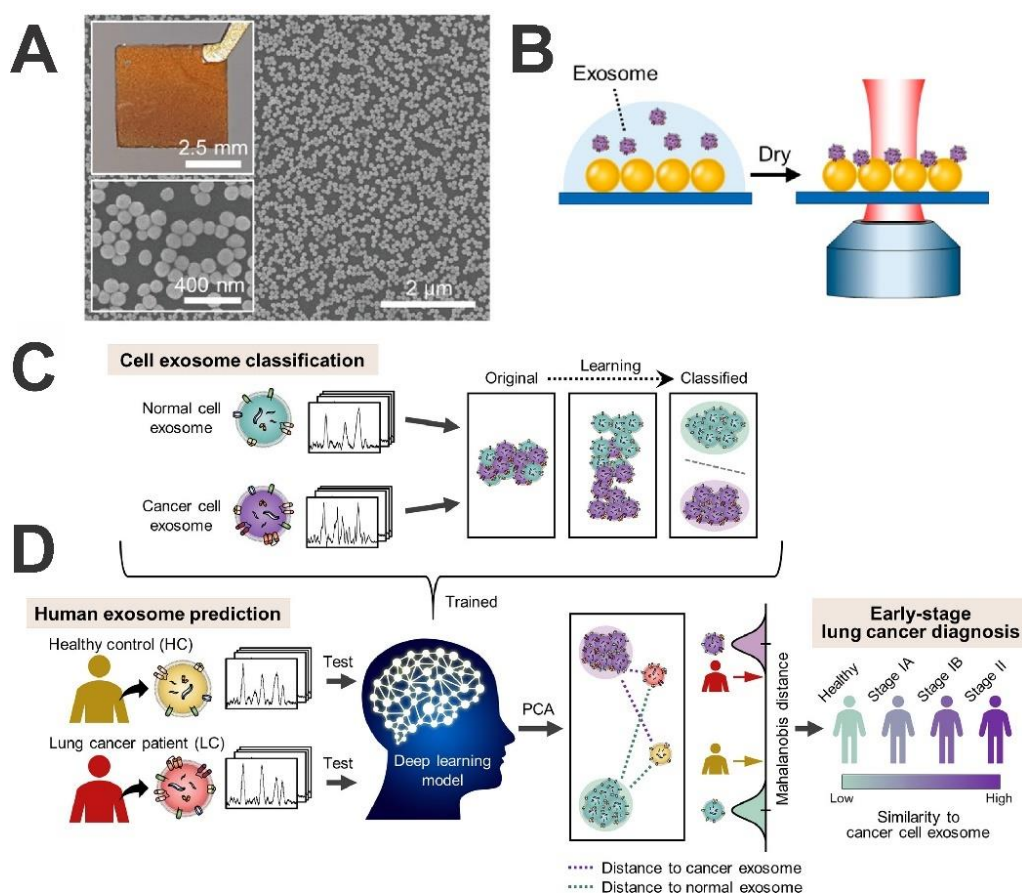 A
2.5 mm
400 nm
2 μm
B
Exosome
Dry
C
Cell exosome classification
Normal cell
exosome
Cancer cell
exosome
Original
Learning
Classified
D
Trained
Human exosome prediction
Healthy control (HC)
Test
Lung cancer patient (LC)
Test
Deep learning
model
PCA
Mahalanobis distance
Distance to cancer exosome
Distance to normal exosome
Early-stage
lung cancer diagnosis
Healthy
Stage IA
Stage IB
Stage II
Low
High
Similarity to
cancer cell exosome